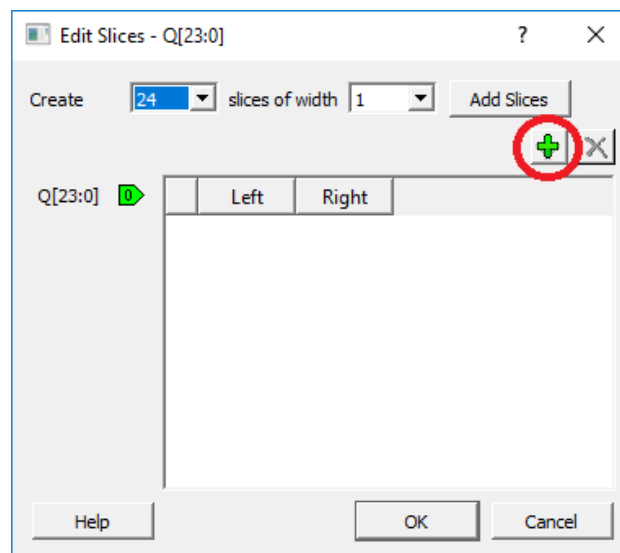 Edit Slices - Q[23:0] ?
Create 24 slices of width 1 Add Slices
Q[23:0] 0 Left Right
Help OK Cancel